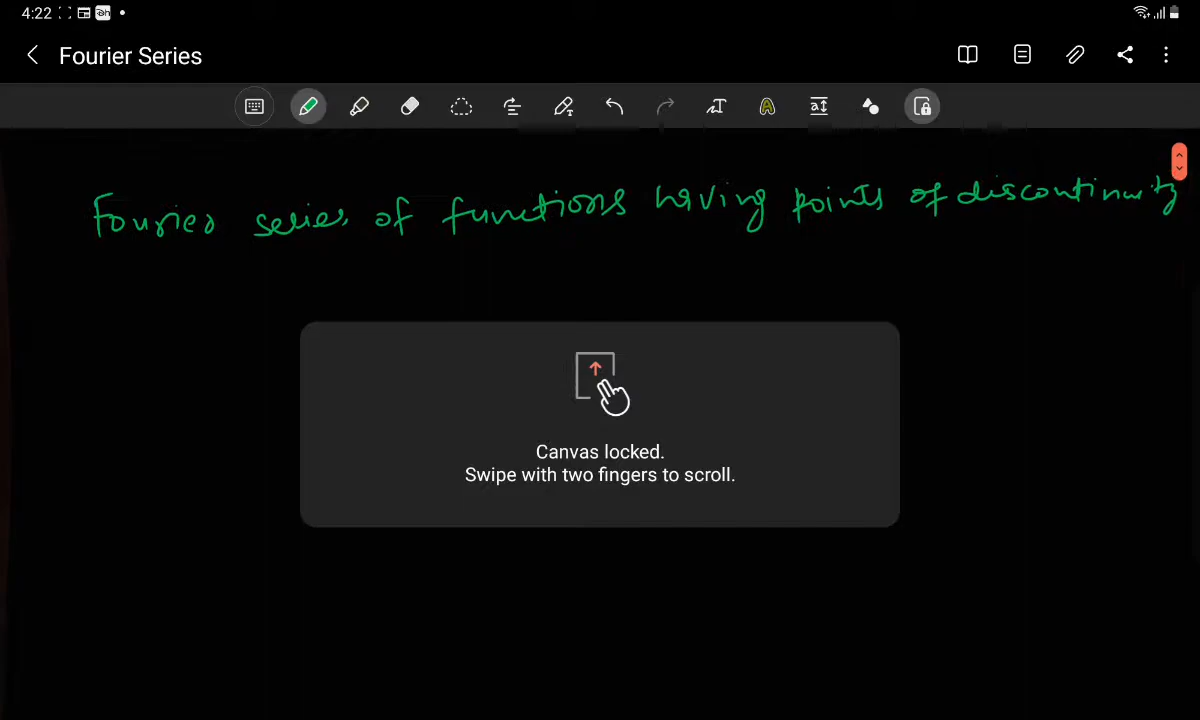 4:22
Fourier Series
Fourier series of functions having points of discontinuity
Canvas locked.
Swipe with two fingers to scroll.